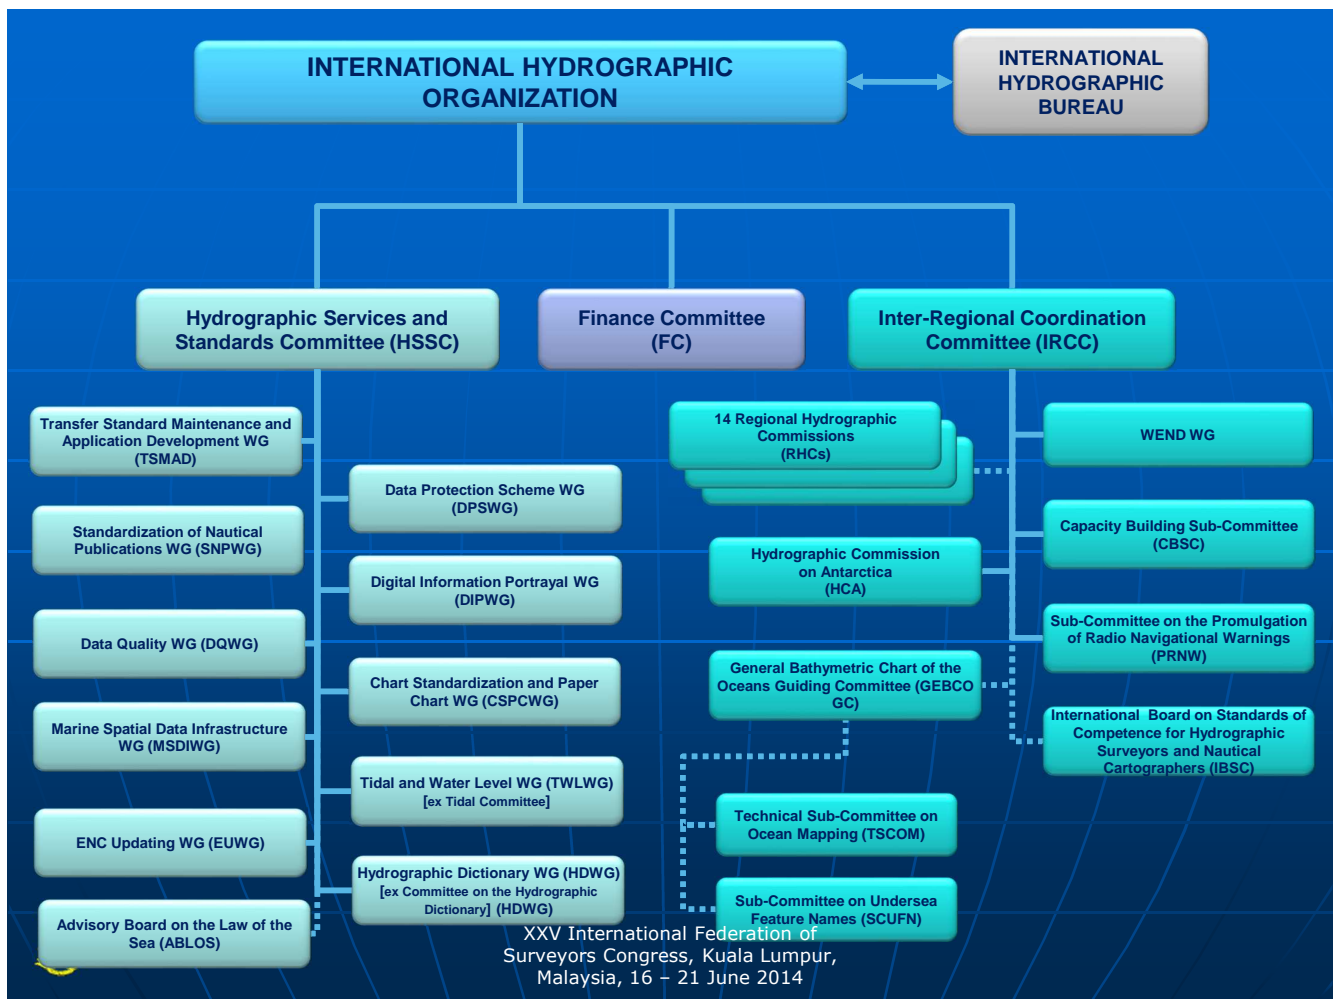 INTERNATIONAL HYDROGRAPHIC
ORGANIZATION
INTERNATIONAL
HYDROGRAPHIC
BUREAU
Hydrographic Services and
Standards Committee (HSSC)
Finance Committee
(FC)
Inter-Regional Coordination
Committee (IRCC)
Transfer Standard Maintenance and
Application Development WG
(TSMAD)
Standardization of Nautical
Publications WG (SNPWG)
Data Quality WG (DQWG)
Marine Spatial Data Infrastructure
WG (MSDIWG)
ENC Updating WG (EUWG)
Advisory Board on the Law of the
Sea (ABLOS)
Data Protection Scheme WG
(DPSWG)
Digital Information Portrayal WG
(DIPWG)
Chart Standardization and Paper
Chart WG (CSPCWG)
Tidal and Water Level WG (TWLWG)
[ex Tidal Committee]
Hydrographic Dictionary WG (HDWG)
[ex Committee on the Hydrographic
Dictionary] (HDWG)
14 Regional Hydrographic
Commissions
(RHCs)
Hydrographic Commission
on Antarctica
(HCA)
General Bathymetric Chart of the
Oceans Guiding Committee (GEBCO
GC)
Technical Sub-Committee on
Ocean Mapping (TSCOM)
Sub-Committee on Undersea
Feature Names (SCUFN)
WEND WG
Capacity Building Sub-Committee
(CBSC)
Sub-Committee on the Promulgation
of Radio Navigational Warnings
(PRNW)
International Board on Standards of
Competence for Hydrographic
Surveyors and Nautical
Cartographers (IBSC)
XXV International Federation of
Surveyors Congress, Kuala Lumpur,
Malaysia, 16 – 21 June 2014